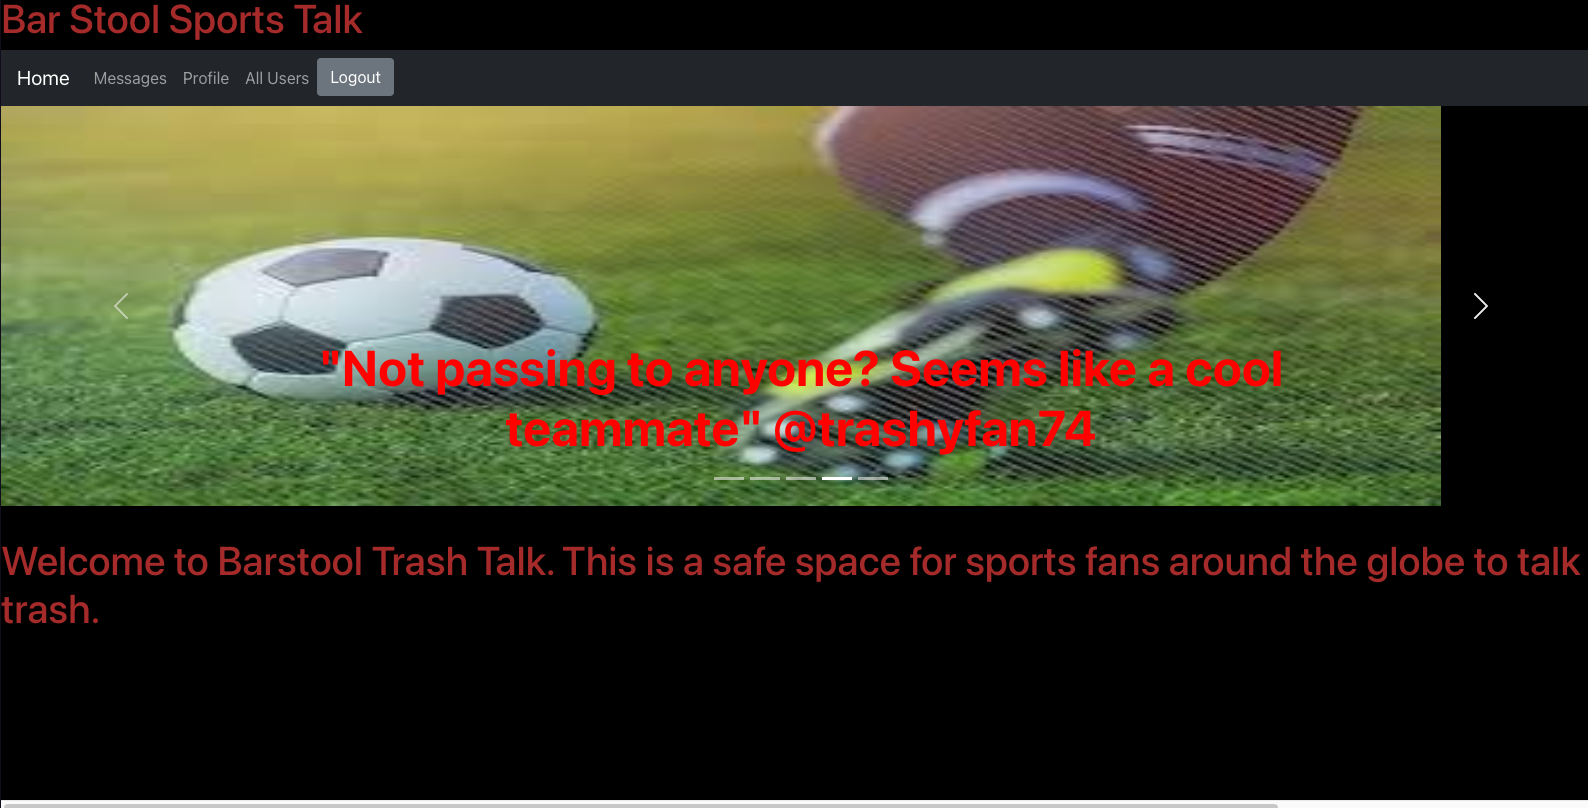 Bar Stool Sports Talk
Home Messages Profile All Users Logout
"Not passing to anyone? Seems like a cool
teammate" @trashyfan74
Welcome to Barstool Trash Talk. This is a safe space for sports fans around the globe to talk
trash.